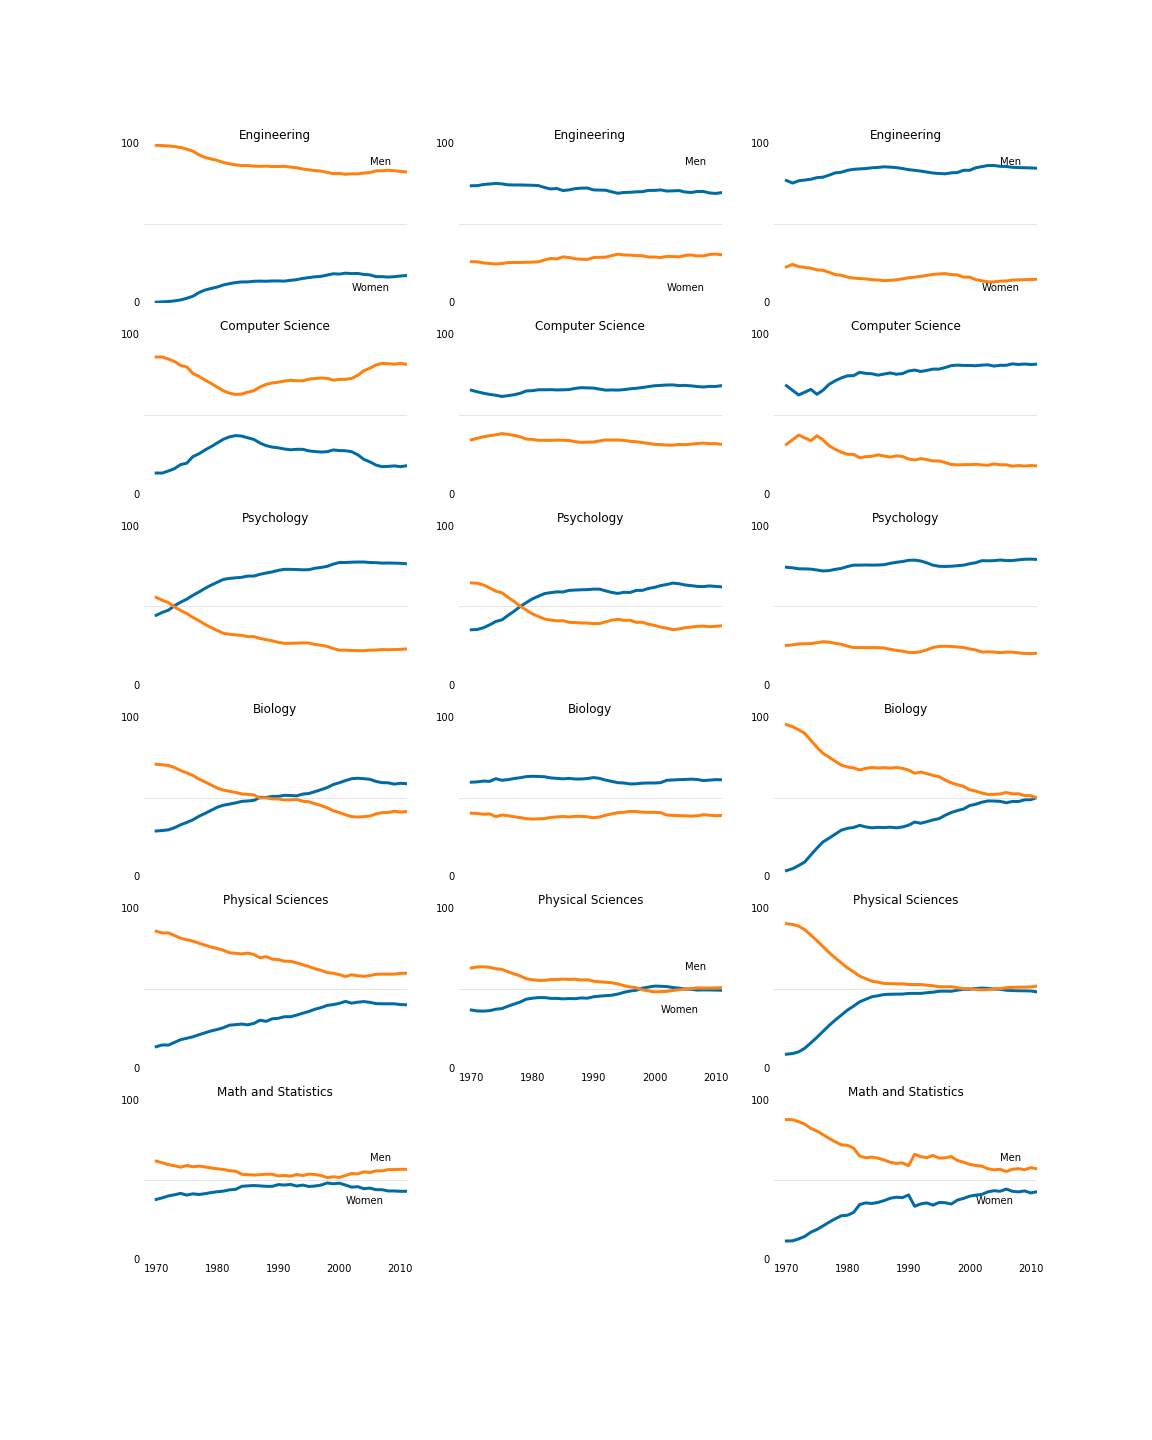 Engineering Engineering Engineering
100 100 100
Men Men Men
Women Women Women
0 0 0
Computer Science Computer Science Computer Science
100 100 100
0 0 0
Psychology Psychology Psychology
100 100 100
0 0 0
Biology Biology Biology
100 100 100
0 0 0
Physical Sciences Physical Sciences Physical Sciences
100 100 100
Men
Women
0 0 0
1970 1980 1990 2000 2010
Math and Statistics Math and Statistics
100 100
Men Men
Women Women
0 0
1970 1980 1990 2000 2010 1970 1980 1990 2000 2010